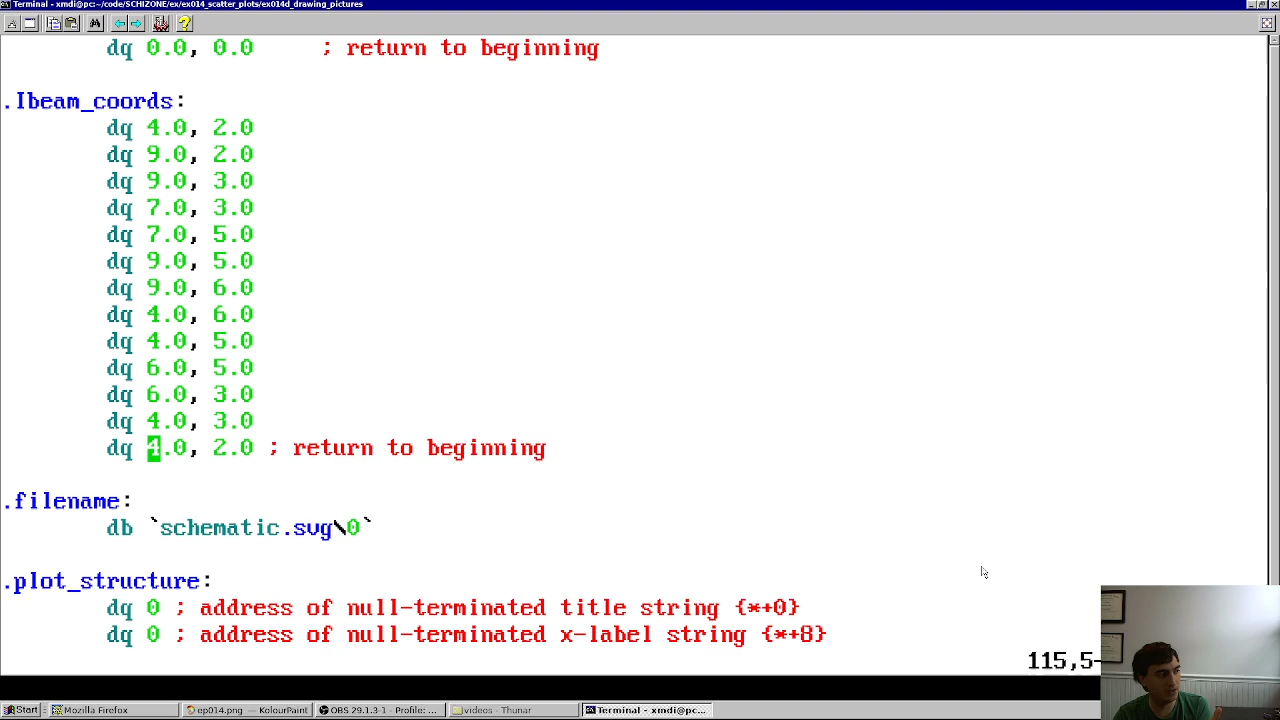 Terminal - xmdi@pc:~/code/SCHIZONE/ex/ex014_scatter_plots/ex014d_drawing_pictures
dq 0.0, 0.0 ; return to beginning
.Ibeam_coords:
dq 4.0, 2.0
dq 9.0, 2.0
dq 9.0, 3.0
dq 7.0, 3.0
dq 7.0, 5.0
dq 9.0, 5.0
dq 9.0, 6.0
dq 4.0, 6.0
dq 4.0, 5.0
dq 6.0, 5.0
dq 6.0, 3.0
dq 4.0, 3.0
dq 4.0, 2.0 ; return to beginning
.filename:
db `schematic.svg\0`
.plot_structure:
dq 0 ; address of null-terminated title string {*+0}
dq 0 ; address of null-terminated x-label string {*+8}
115,5-
Start Mozilla Firefox ep014.png — KolourPaint OBS 29.1.3-1 - Profile: ... videos - Thunar Terminal - xmdi@pc:...